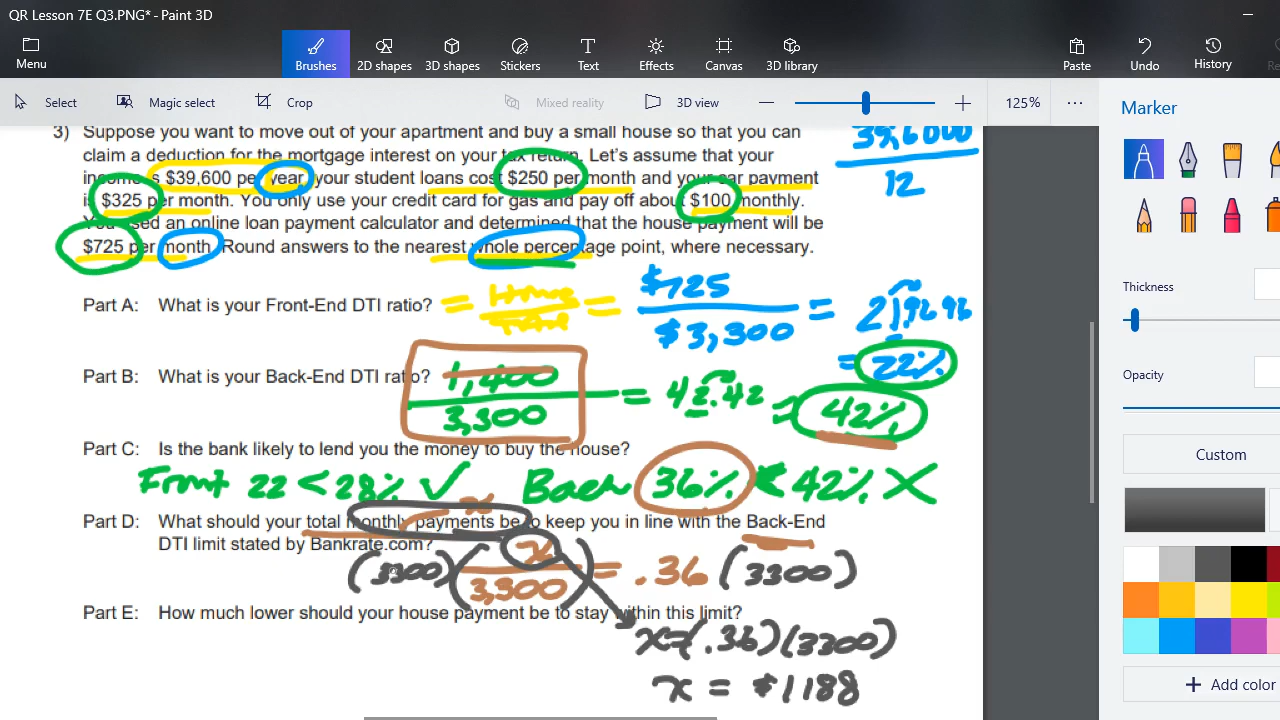 QR Lesson 7E Q3.PNG* - Paint 3D
Menu
Brushes 2D shapes 3D shapes Stickers Text Effects Canvas 3D library Paste Undo History Re
Select Magic select Crop Mixed reality 3D view 125% ...
Marker
Thickness
Opacity
Custom
Add color
3) Suppose you want to move out of your apartment and buy a small house so that you can
claim a deduction for the mortgage interest on your tax return. Let's assume that your
income is $39,600 per year, your student loans cost $250 per month and your car payment
is $325 per month. You only use your credit card for gas and pay off about $100 monthly.
You used an online loan payment calculator and determined that the house payment will be
$725 per month. Round answers to the nearest whole percentage point, where necessary.
39,6000
12
Part A: What is your Front-End DTI ratio? = House / Total = $725 / $3,300 = 21.9696
= 22%
Part B: What is your Back-End DTI ratio? 1,400 / 3,300 = 42.42 = 42%
Part C: Is the bank likely to lend you the money to buy the house?
Front 22 < 28% ✓ Back 36% < 42% X
x
Part D: What should your total monthly payments be to keep you in line with the Back-End
DTI limit stated by Bankrate.com?
(3300) (x / 3,300) = .36 (3300)
Part E: How much lower should your house payment be to stay within this limit?
x = (.36)(3300)
x = $1188